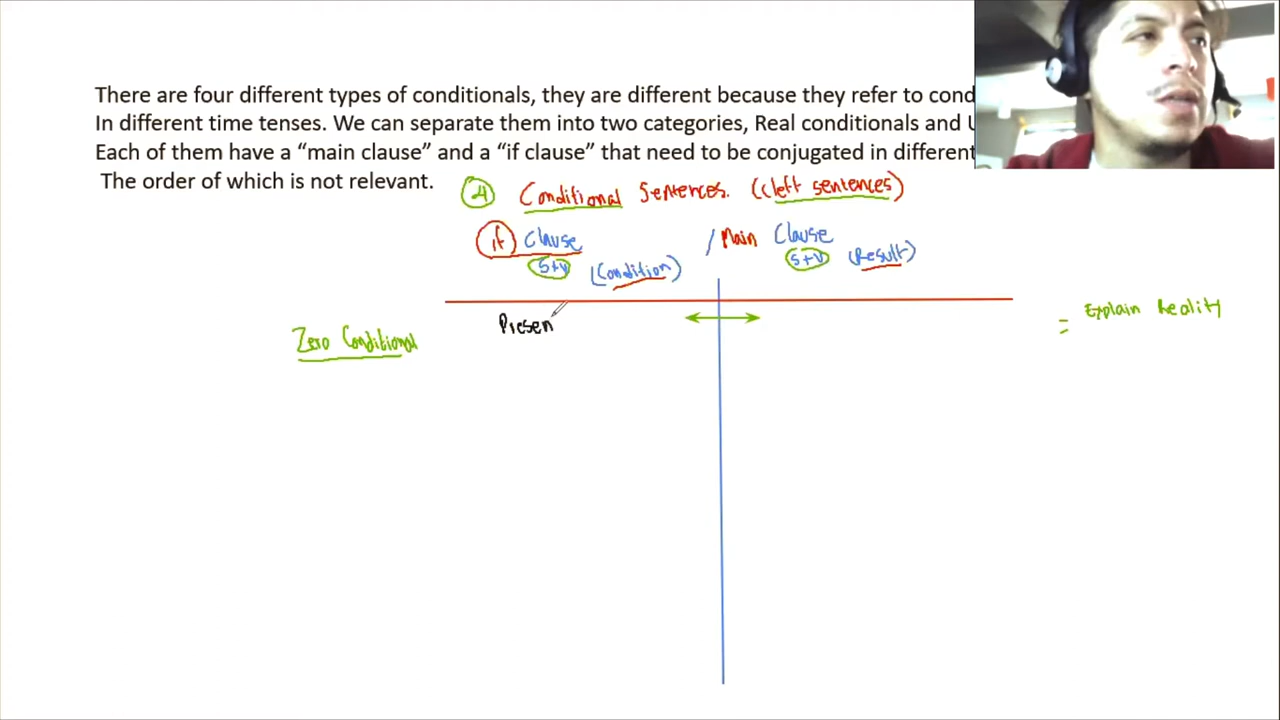 There are four different types of conditionals, they are different because they refer to cond
In different time tenses. We can separate them into two categories, Real conditionals and U
Each of them have a “main clause” and a “if clause” that need to be conjugated in different
The order of which is not relevant.
4 Conditional Sentences. (cleft sentences)
if Clause / Main Clause
S+V (Condition) S+V (Result)
Presen
Zero Conditional
= Explain Reality